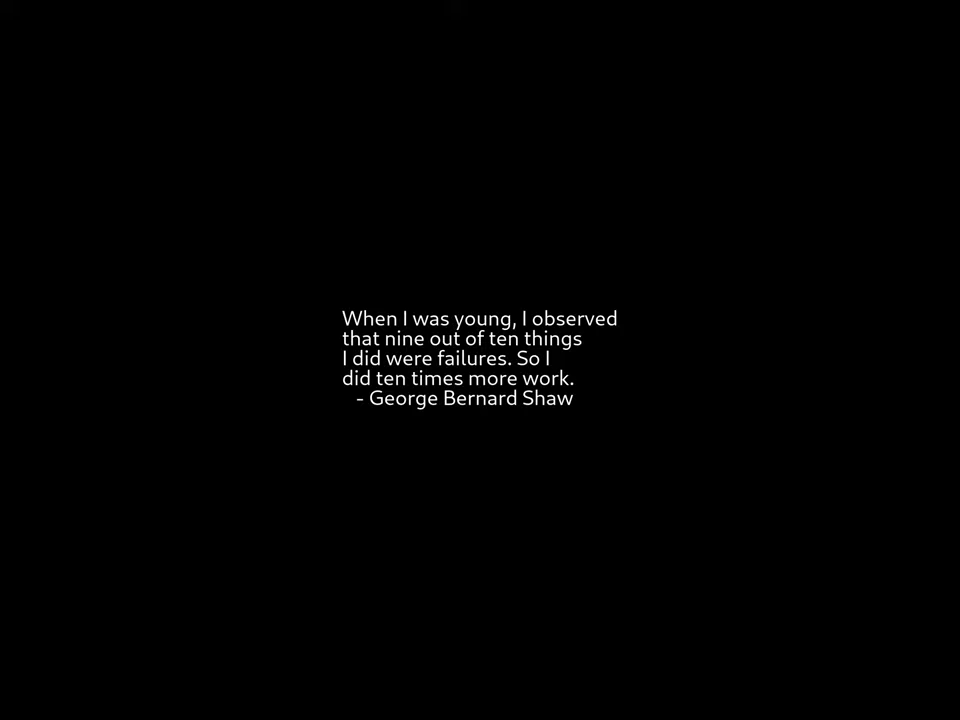 When I was young, I observed
that nine out of ten things
I did were failures. So I
did ten times more work.
- George Bernard Shaw